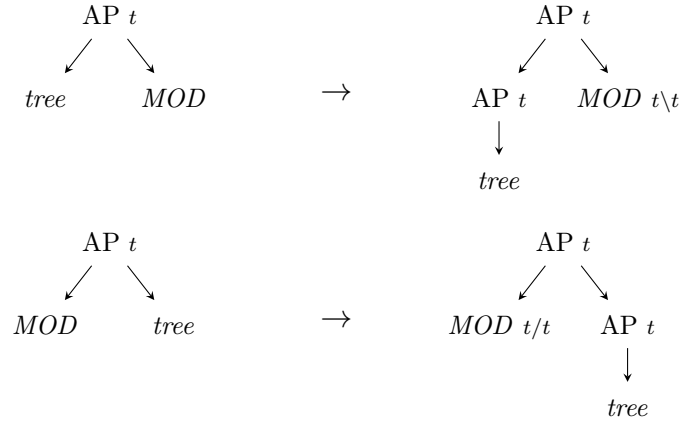 AP t AP t
tree MOD → AP t MOD t\t
tree
AP t AP t
MOD tree → MOD t/t AP t
tree